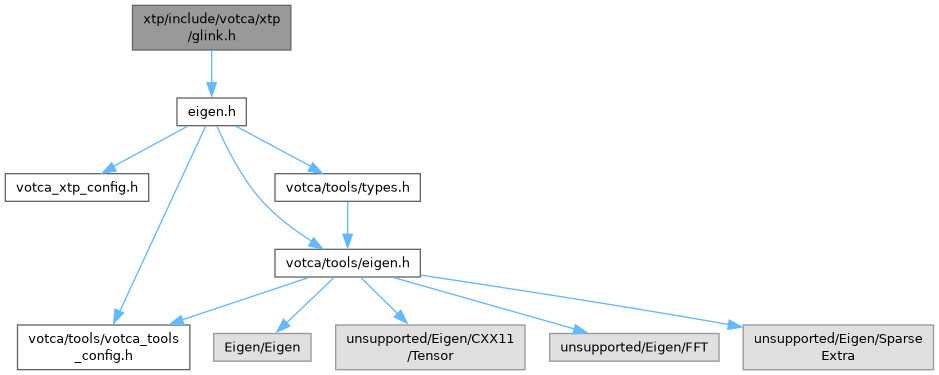 xtp/include/votca/xtp
/glink.h
eigen.h
votca_xtp_config.h
votca/tools/types.h
votca/tools/eigen.h
votca/tools/votca_tools
_config.h
Eigen/Eigen
unsupported/Eigen/CXX11
/Tensor
unsupported/Eigen/FFT
unsupported/Eigen/Sparse
Extra